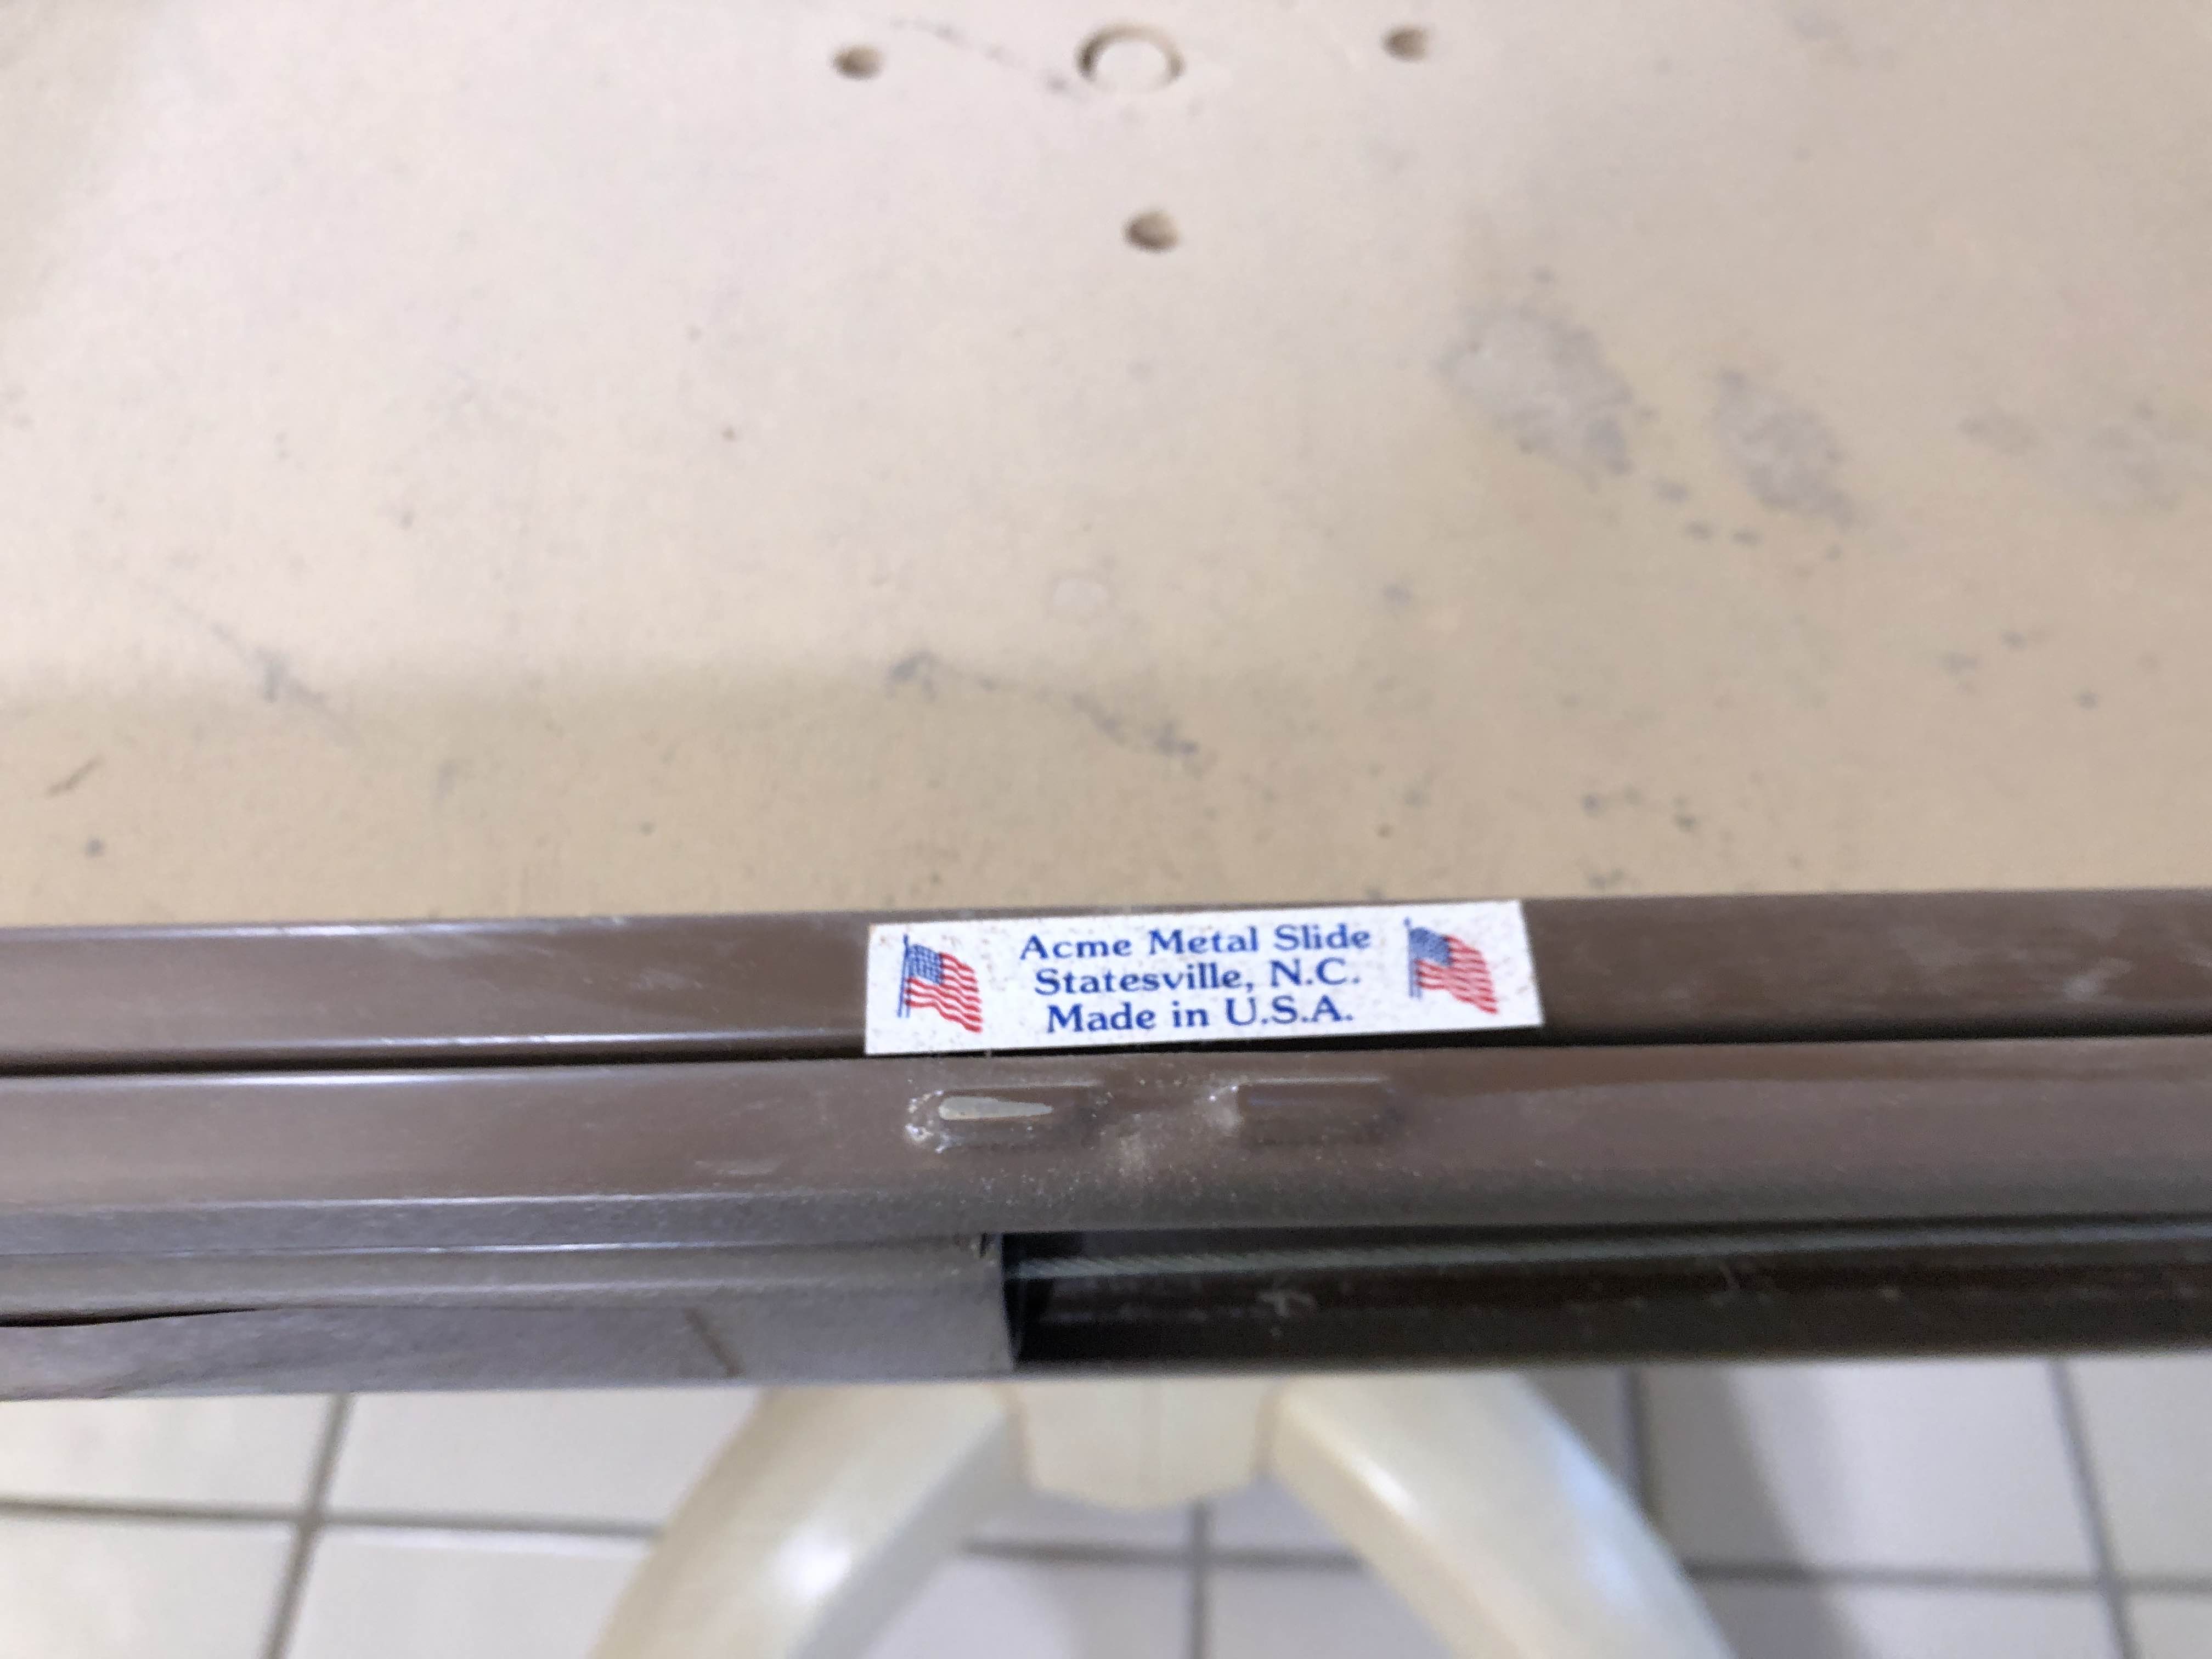 Acme Metal Slide
Statesville, N.C.
Made in U.S.A.